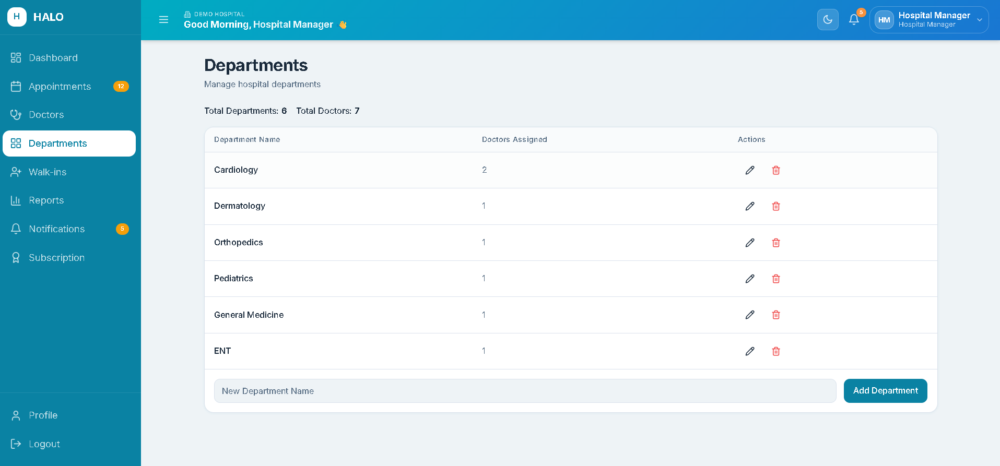 H HALO
Dashboard
Appointments 12
Doctors
Departments
Walk-ins
Reports
Notifications 5
Subscription
Profile
Logout
DEMO HOSPITAL
Good Morning, Hospital Manager 👋
5
HM
Hospital Manager
Hospital Manager
Departments
Manage hospital departments
Total Departments: 6 Total Doctors: 7
Department Name Doctors Assigned Actions
Cardiology 2
Dermatology 1
Orthopedics 1
Pediatrics 1
General Medicine 1
ENT 1
New Department Name Add Department